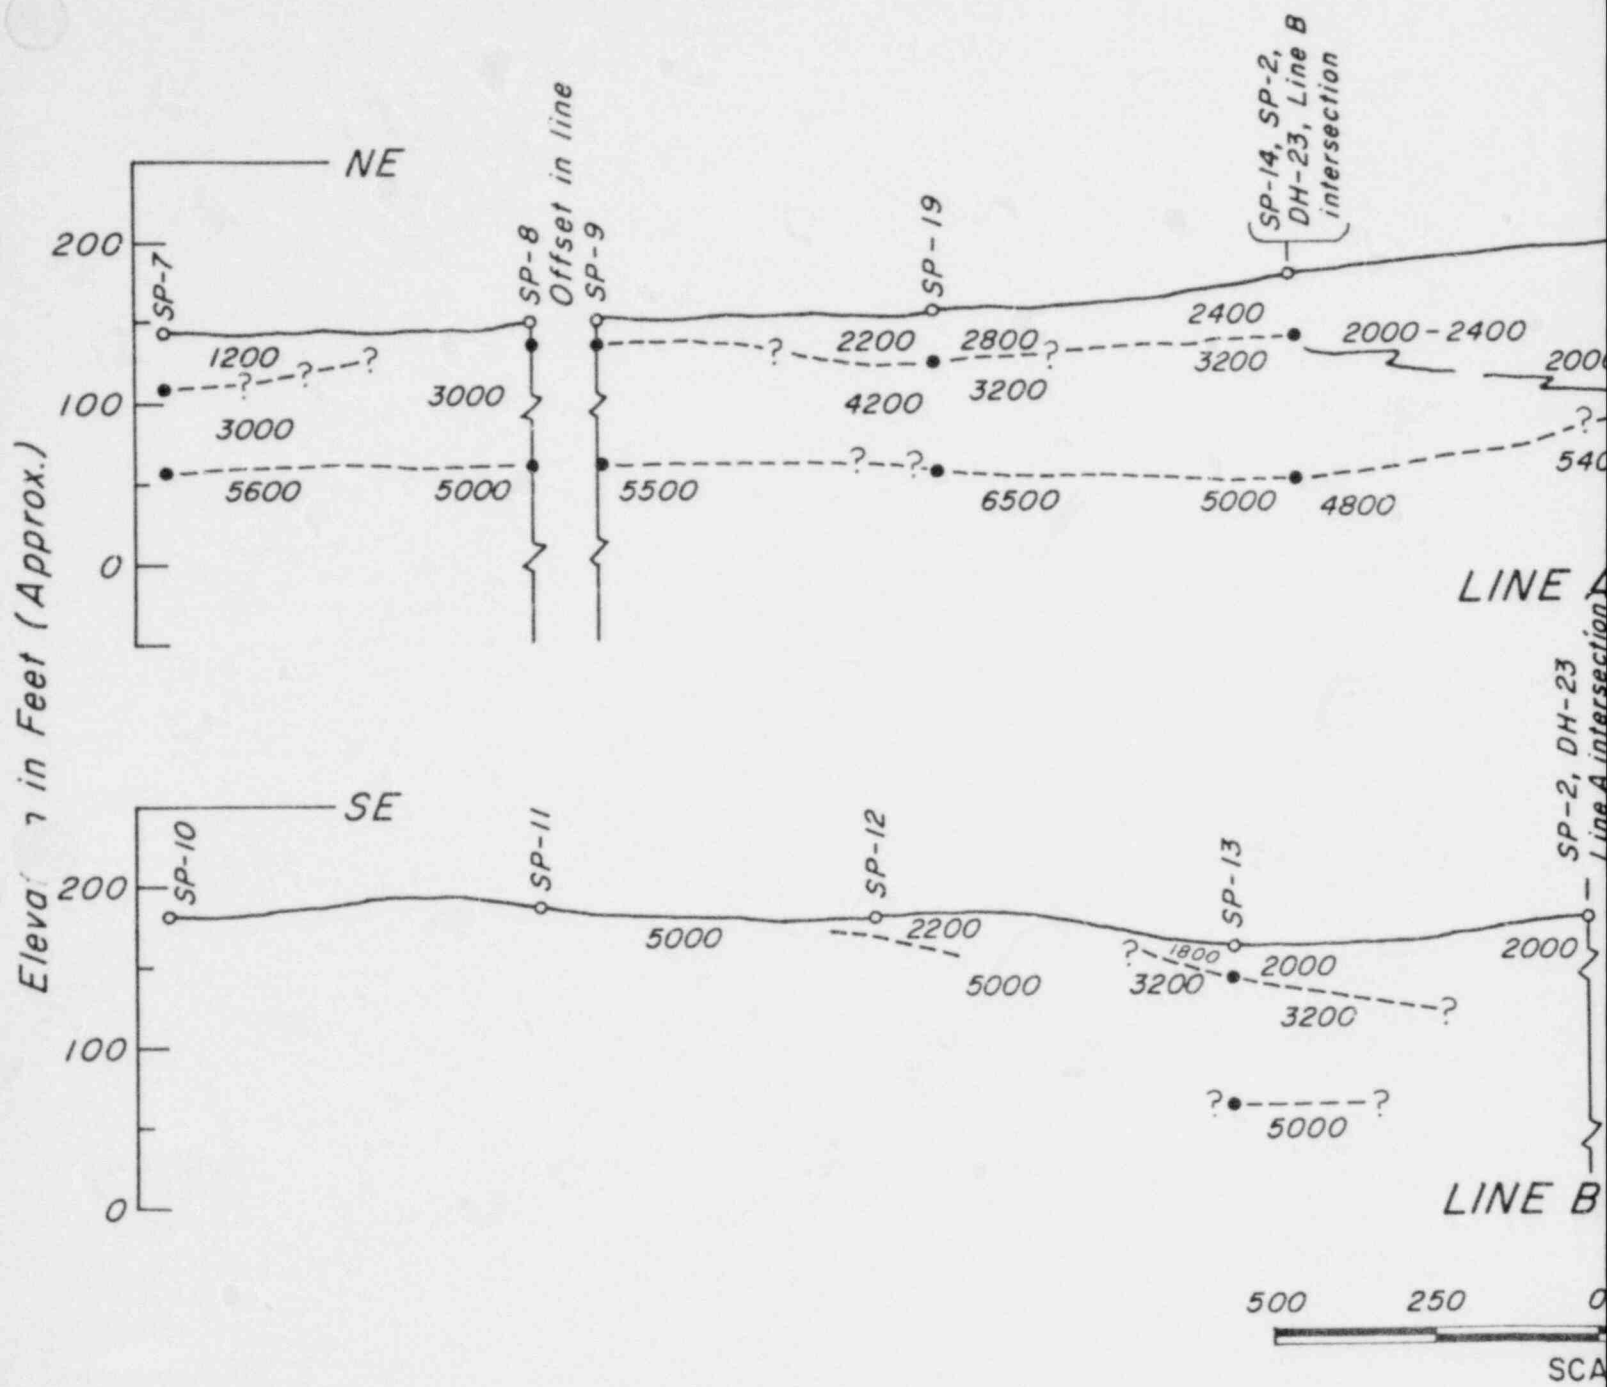 NE
200
100
0
SP-7
SP-8
Offset in line
SP-9
SP-19
SP-14, SP-2,
DH-23, Line B
intersection
1200
? ? ?
3000
3000
5600
5000
?
2200
2800
?
4200
3200
2400
3200
2000-2400
?
5500
? ?
6500
5000
4800
LINE
Eleva in Feet (Approx.)
SE
200
100
0
SP-10
SP-11
SP-12
SP-13
SP-2, DH-23
Line A intersection
5000
2200
5000
?
1800
3200
2000
3200
?
2000
? ?
5000
LINE B
500 250 0